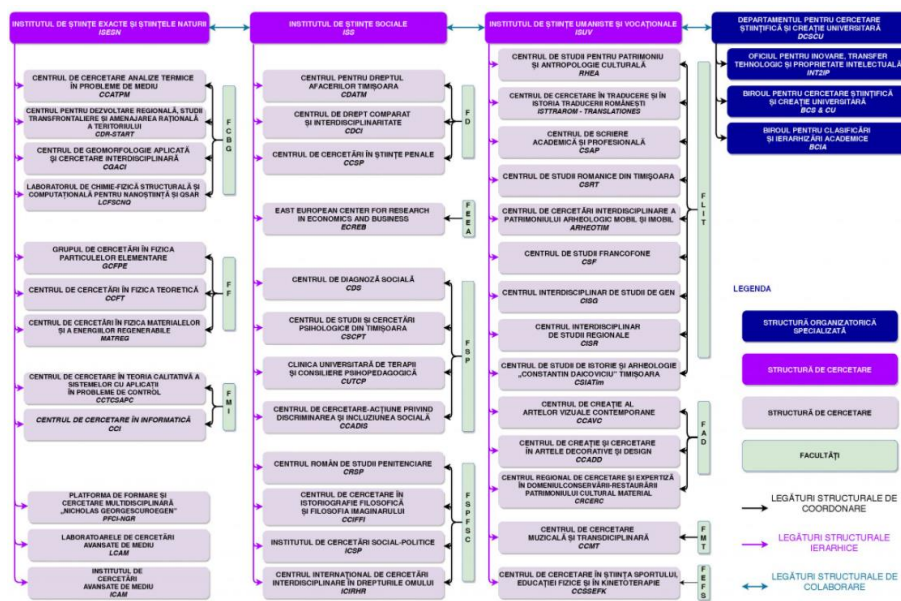 INSTITUTUL DE ȘTIINȚE EXACTE ȘI ȘTIINȚELE NATURII
ISESN
CENTRUL DE CERCETARE ANALIZE TERMICE
ÎN PROBLEME DE MEDIU
CCATPM
CENTRUL PENTRU DEZVOLTARE REGIONALĂ, STUDII
TRANSFRONTALIERE ȘI AMENAJAREA RAȚIONALĂ
A TERITORIULUI
CDR-START
CENTRUL DE GEOMORFOLOGIE APLICATĂ
ȘI CERCETARE INTERDISCIPLINARĂ
CGACI
LABORATORUL DE CHIMIE-FIZICĂ STRUCTURALĂ ȘI
COMPUTAȚIONALĂ PENTRU NANOȘTIINȚĂ ȘI QSAR
LCFSCNQ
FCBG
GRUPUL DE CERCETĂRI ÎN FIZICA
PARTICULELOR ELEMENTARE
GCFPE
CENTRUL DE CERCETĂRI ÎN FIZICA TEORETICĂ
CCFT
CENTRUL DE CERCETĂRI ÎN FIZICA MATERIALELOR
ȘI A ENERGIILOR REGENERABILE
MATREG
FF
CENTRUL DE CERCETARE ÎN TEORIA CALITATIVĂ A
SISTEMELOR CU APLICAȚII
ÎN PROBLEME DE CONTROL
CCTCSAPC
CENTRUL DE CERCETARE ÎN INFORMATICĂ
CCI
FMI
PLATFORMA DE FORMARE ȘI
CERCETARE MULTIDISCIPLINARĂ
„NICHOLAS GEORGESCUROEGEN”
PFCI-NGR
LABORATOARELE DE CERCETĂRI
AVANSATE DE MEDIU
LCAM
INSTITUTUL DE
CERCETĂRI
AVANSATE DE MEDIU
ICAM
INSTITUTUL DE ȘTIINȚE SOCIALE
ISS
CENTRUL PENTRU DREPTUL
AFACERILOR TIMIȘOARA
CDATM
CENTRUL DE DREPT COMPARAT
ȘI INTERDISCIPLINARITATE
CDCI
CENTRUL DE CERCETĂRI ÎN ȘTIINȚE PENALE
CCSP
FD
EAST EUROPEAN CENTER FOR RESEARCH
IN ECONOMICS AND BUSINESS
ECREB
FEEA
CENTRUL DE DIAGNOZĂ SOCIALĂ
CDS
CENTRUL DE STUDII ȘI CERCETĂRI
PSIHOLOGICE DIN TIMIȘOARA
CSCPT
CLINICA UNIVERSITARĂ DE TERAPII
ȘI CONSILIERE PSIHOPEDAGOGICĂ
CUTCP
CENTRUL DE CERCETARE-ACȚIUNE PRIVIND
DISCRIMINAREA ȘI INCLUZIUNEA SOCIALĂ
CCADIS
FSP
CENTRUL ROMÂN DE STUDII PENITENCIARE
CRSP
CENTRUL DE CERCETARE ÎN
ISTORIOGRAFIE FILOSOFICĂ
ȘI FILOSOFIA IMAGINARULUI
CCIFFI
INSTITUTUL DE CERCETĂRI SOCIAL-POLITICE
ICSP
CENTRUL INTERNAȚIONAL DE CERCETĂRI
INTERDISCIPLINARE ÎN DREPTURILE OMULUI
ICIRHR
FSPFSC
INSTITUTUL DE ȘTIINȚE UMANISTE ȘI VOCAȚIONALE
ISUV
CENTRUL DE STUDII PENTRU PATRIMONIU
ȘI ANTROPOLOGIE CULTURALĂ
RHEA
CENTRUL DE CERCETARE ÎN TRADUCERE ȘI ÎN
ISTORIA TRADUCERII ROMÂNEȘTI
ISTTRAROM - TRANSLATIONES
CENTRUL DE SCRIERE
ACADEMICĂ ȘI PROFESIONALĂ
CSAP
CENTRUL DE STUDII ROMANICE DIN TIMIȘOARA
CSRT
CENTRUL DE CERCETĂRI INTERDISCIPLINARE A
PATRIMONIULUI ARHEOLOGIC MOBIL ȘI IMOBIL
ARHEOTIM
CENTRUL DE STUDII FRANCOFONE
CSF
CENTRUL INTERDISCIPLINAR DE STUDII DE GEN
CISG
CENTRUL INTERDISCIPLINAR
DE STUDII REGIONALE
CISR
CENTRUL DE STUDII DE ISTORIE ȘI ARHEOLOGIE
„CONSTANTIN DAICOVICIU” TIMIȘOARA
CSIATim
FLIT
CENTRUL DE CREAȚIE AL
ARTELOR VIZUALE CONTEMPORANE
CCAVC
CENTRUL DE CREAȚIE ȘI CERCETARE
ÎN ARTELE DECORATIVE ȘI DESIGN
CCADD
CENTRUL REGIONAL DE CERCETARE ȘI EXPERTIZĂ
ÎN DOMENIULCONSERVĂRII-RESTAURĂRII
PATRIMONIULUI CULTURAL MATERIAL
CRCERC
FAD
CENTRUL DE CERCETARE
MUZICALĂ ȘI TRANSDICIPLINARĂ
CCMT
FMT
CENTRUL DE CERCETARE ÎN ȘTIINȚA SPORTULUI,
EDUCAȚIEI FIZICE ȘI ÎN KINETOTERAPIE
CCSSEFK
FEFS
DEPARTAMENTUL PENTRU CERCETARE
ȘTIINȚIFICĂ ȘI CREAȚIE UNIVERSITARĂ
DCSCU
OFICIUL PENTRU INOVARE, TRANSFER
TEHNOLOGIC ȘI PROPRIETATE INTELECTUALĂ
INT2IP
BIROUL PENTRU CERCETARE ȘTIINȚIFICĂ
ȘI CREAȚIE UNIVERSITARĂ
BCS & CU
BIROUL PENTRU CLASIFICĂRI
ȘI IERARHIZĂRI ACADEMICE
BCIA
LEGENDA
STRUCTURĂ ORGANIZATORICĂ
SPECIALIZATĂ
STRUCTURĂ DE CERCETARE
STRUCTURĂ DE CERCETARE
FACULTĂȚI
LEGĂTURI STRUCTURALE DE
COORDONARE
LEGĂTURI STRUCTURALE
IERARHICE
LEGĂTURI STRUCTURALE DE
COLABORARE